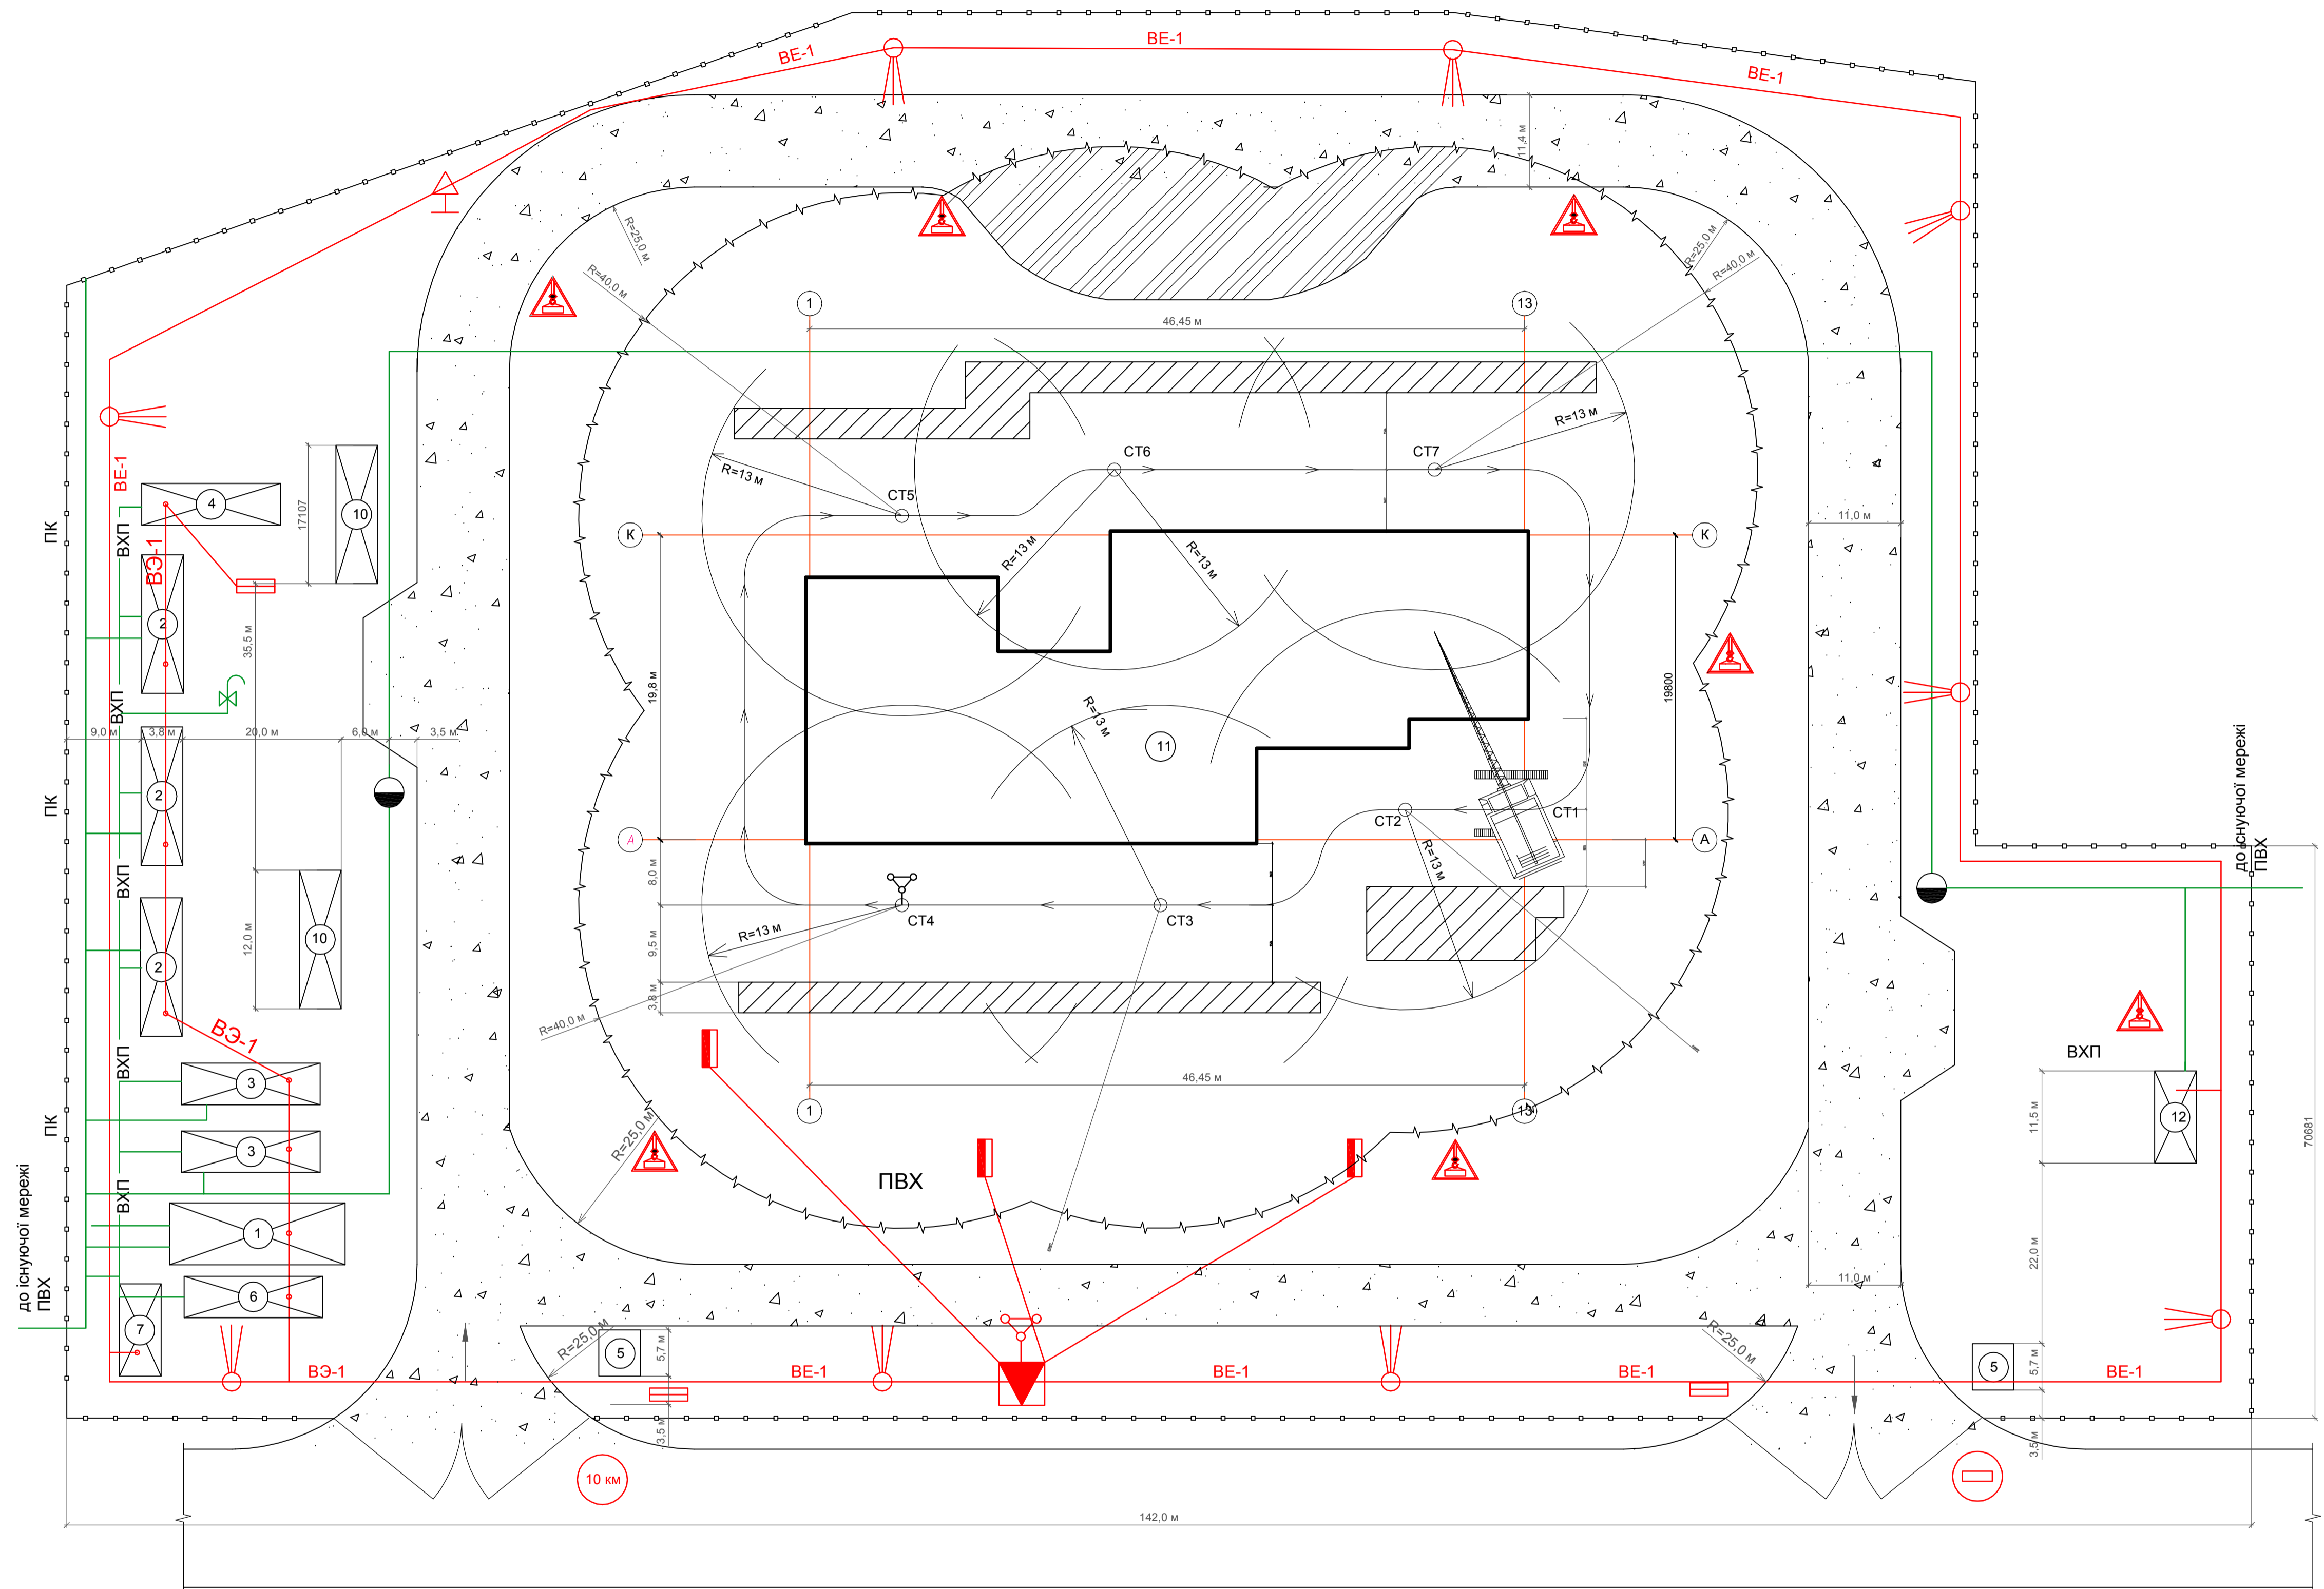 ВЕ-1
ВЕ-1
ВЕ-1
11,4 м
R=25,0 м
R=40,0 м
R=25,0 м
R=40,0 м
1
13
46,45 м
R=13 м
СТ6
СТ7
R=13 м
СТ5
ВЕ-1
4
10
17107
ПК
ВХП
ВЭ-1
К
К
R=13 м
R=13 м
11,0 м
2
35,5 м
19,8 м
19800
ВХП
9,0 м
3,8 м
20,0 м
6,0 м
3,5 м
R=13 м
11
до існуючої мережі
ПВХ
ПК
2
СТ2
СТ1
А
А
R=13 м
8,0 м
ВХП
СТ4
СТ3
R=13 м
10
12,0 м
9,5 м
2
3,8 м
R=40,0 м
ВЭ-1
ВХП
ВХП
3
46,45 м
1
13
11,5 м
12
70681
ПК
R=25,0 м
3
ПВХ
ВХП
до існуючої мережі
ПВХ
1
22,0 м
11,0 м
6
7
R=25,0 м
5
5,7 м
R=25,0 м
5
5,7 м
ВЭ-1
ВЕ-1
ВЕ-1
ВЕ-1
ВЕ-1
3,5 м
3,5 м
10 км
142,0 м